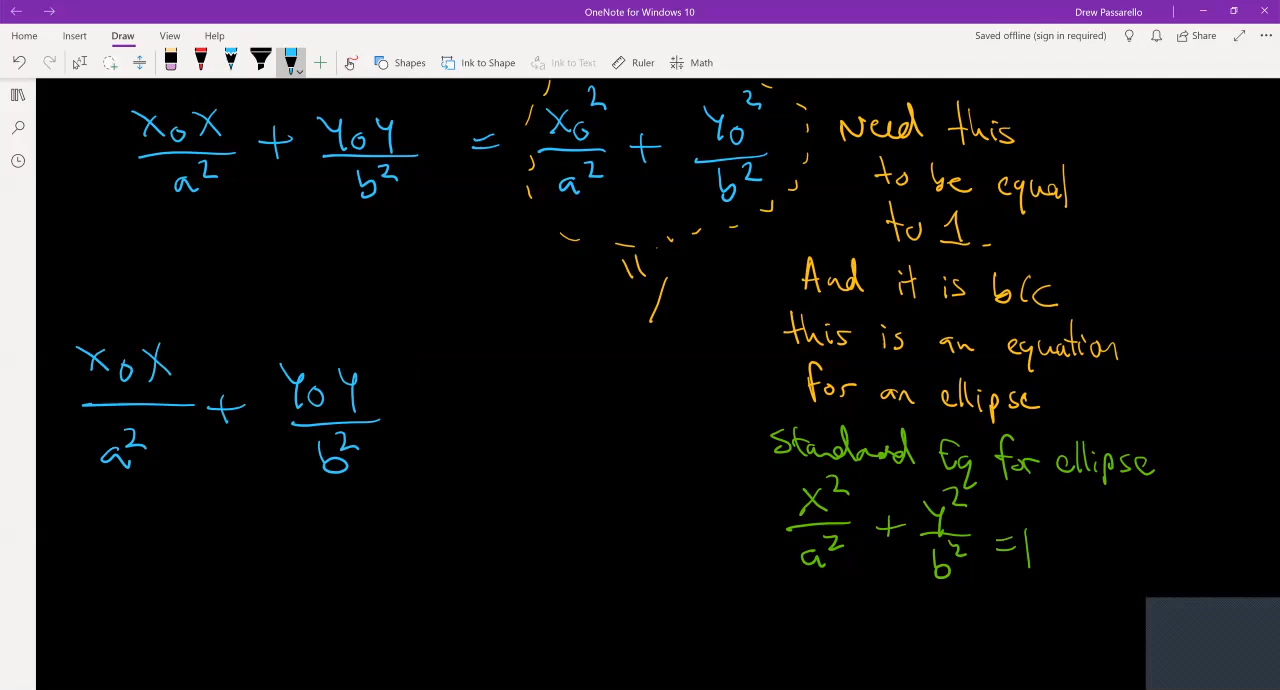 OneNote for Windows 10
Drew Passarello
Home Insert Draw View Help
Saved offline (sign in required)
Share
Shapes
Ink to Shape
Ink to Text
Ruler
Math
x₀x/a² + y₀y/b² = x₀²/a² + y₀²/b²
Need this
to be equal
to 1.
And it is b/c
this is an equation
for an ellipse
= 1
x₀x/a² + y₀y/b²
Standard Eq for ellipse
x²/a² + y²/b² = 1